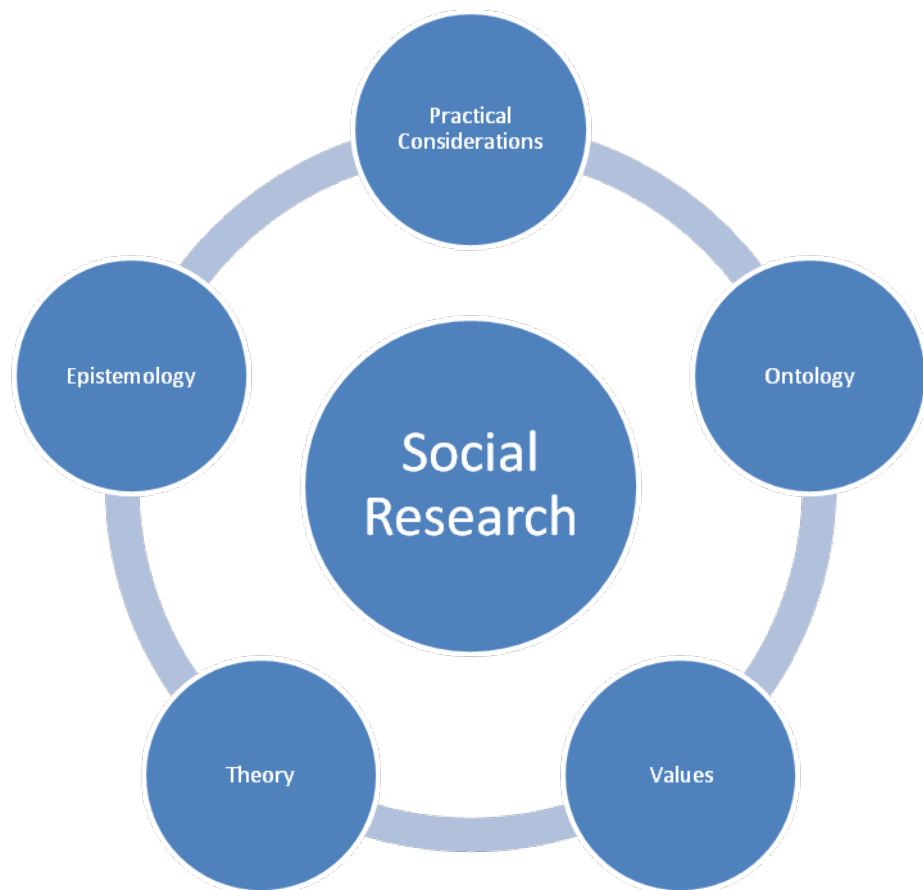 Practical
Considerations
Epistemology
Ontology
Social
Research
Theory
Values